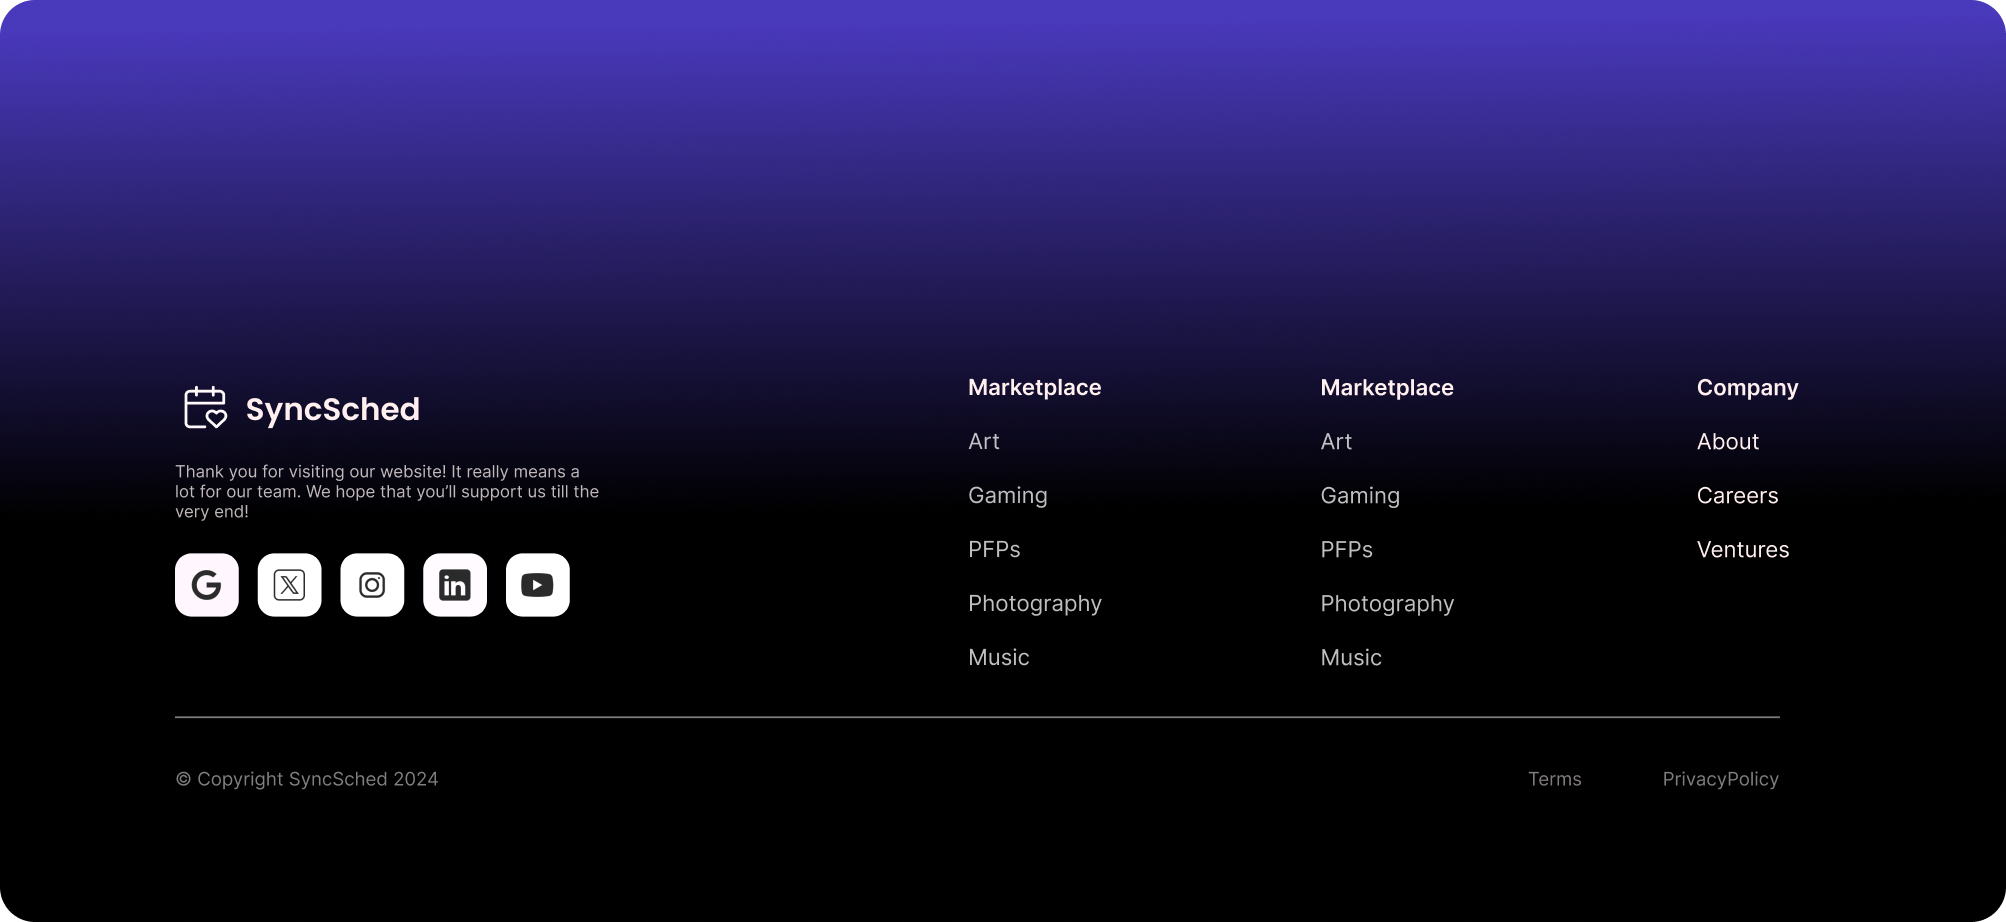 SyncSched
Thank you for visiting our website! It really means a
lot for our team. We hope that you’ll support us till the
very end!
Marketplace
Art
Gaming
PFPs
Photography
Music
Marketplace
Art
Gaming
PFPs
Photography
Music
Company
About
Careers
Ventures
© Copyright SyncSched 2024
Terms
PrivacyPolicy